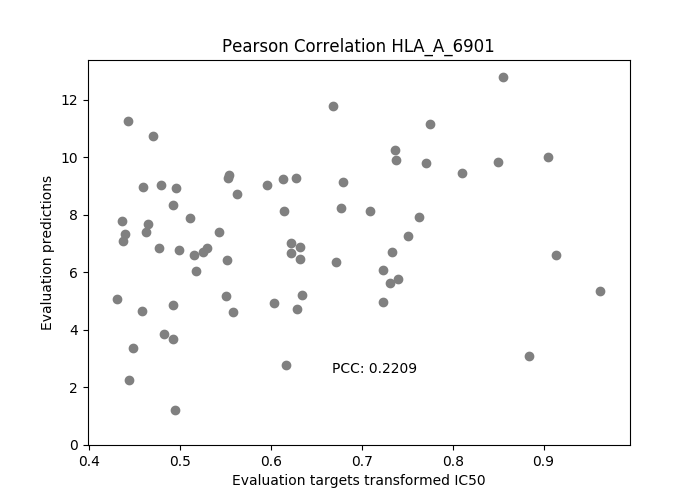 Pearson Correlation HLA_A_6901
Evaluation predictions
12
10
8
6
4
2
0
PCC: 0.2209
0.4 0.5 0.6 0.7 0.8 0.9
Evaluation targets transformed IC50